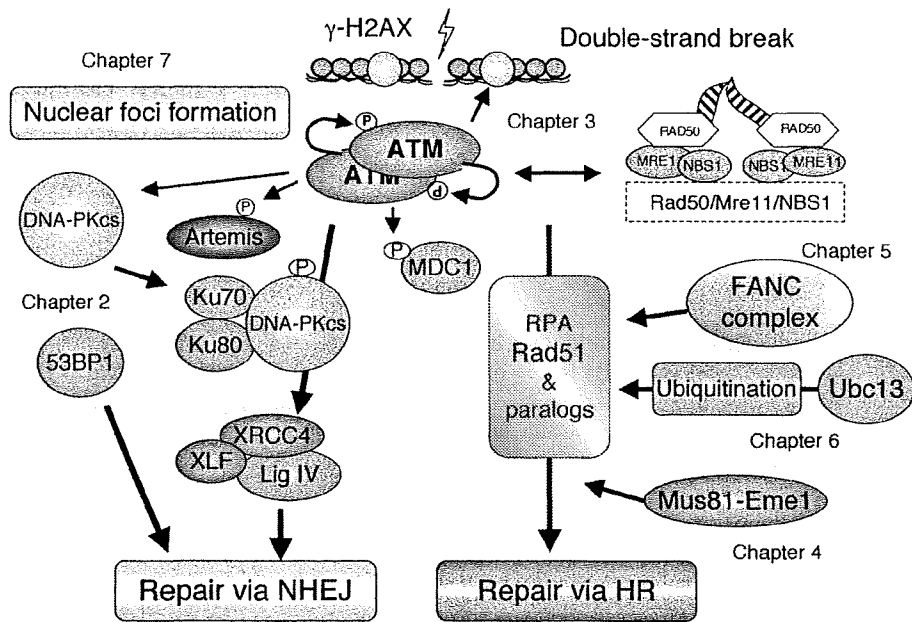 γ-H2AX
Double-strand break
Chapter 7
Nuclear foci formation
P
ATM
ATM
P
Chapter 3
RAD50
RAD50
MRE1
NBS1
NBS1
MRE11
Rad50/Mre11/NBS1
DNA-PKcs
P
Artemis
P
MDC1
Chapter 5
FANC
complex
Chapter 2
Ku70
Ku80
P
DNA-PKcs
53BP1
RPA
Rad51
&
paralogs
Ubiquitination
Ubc13
Chapter 6
XRCC4
XLF
Lig IV
Mus81-Eme1
Chapter 4
Repair via NHEJ
Repair via HR